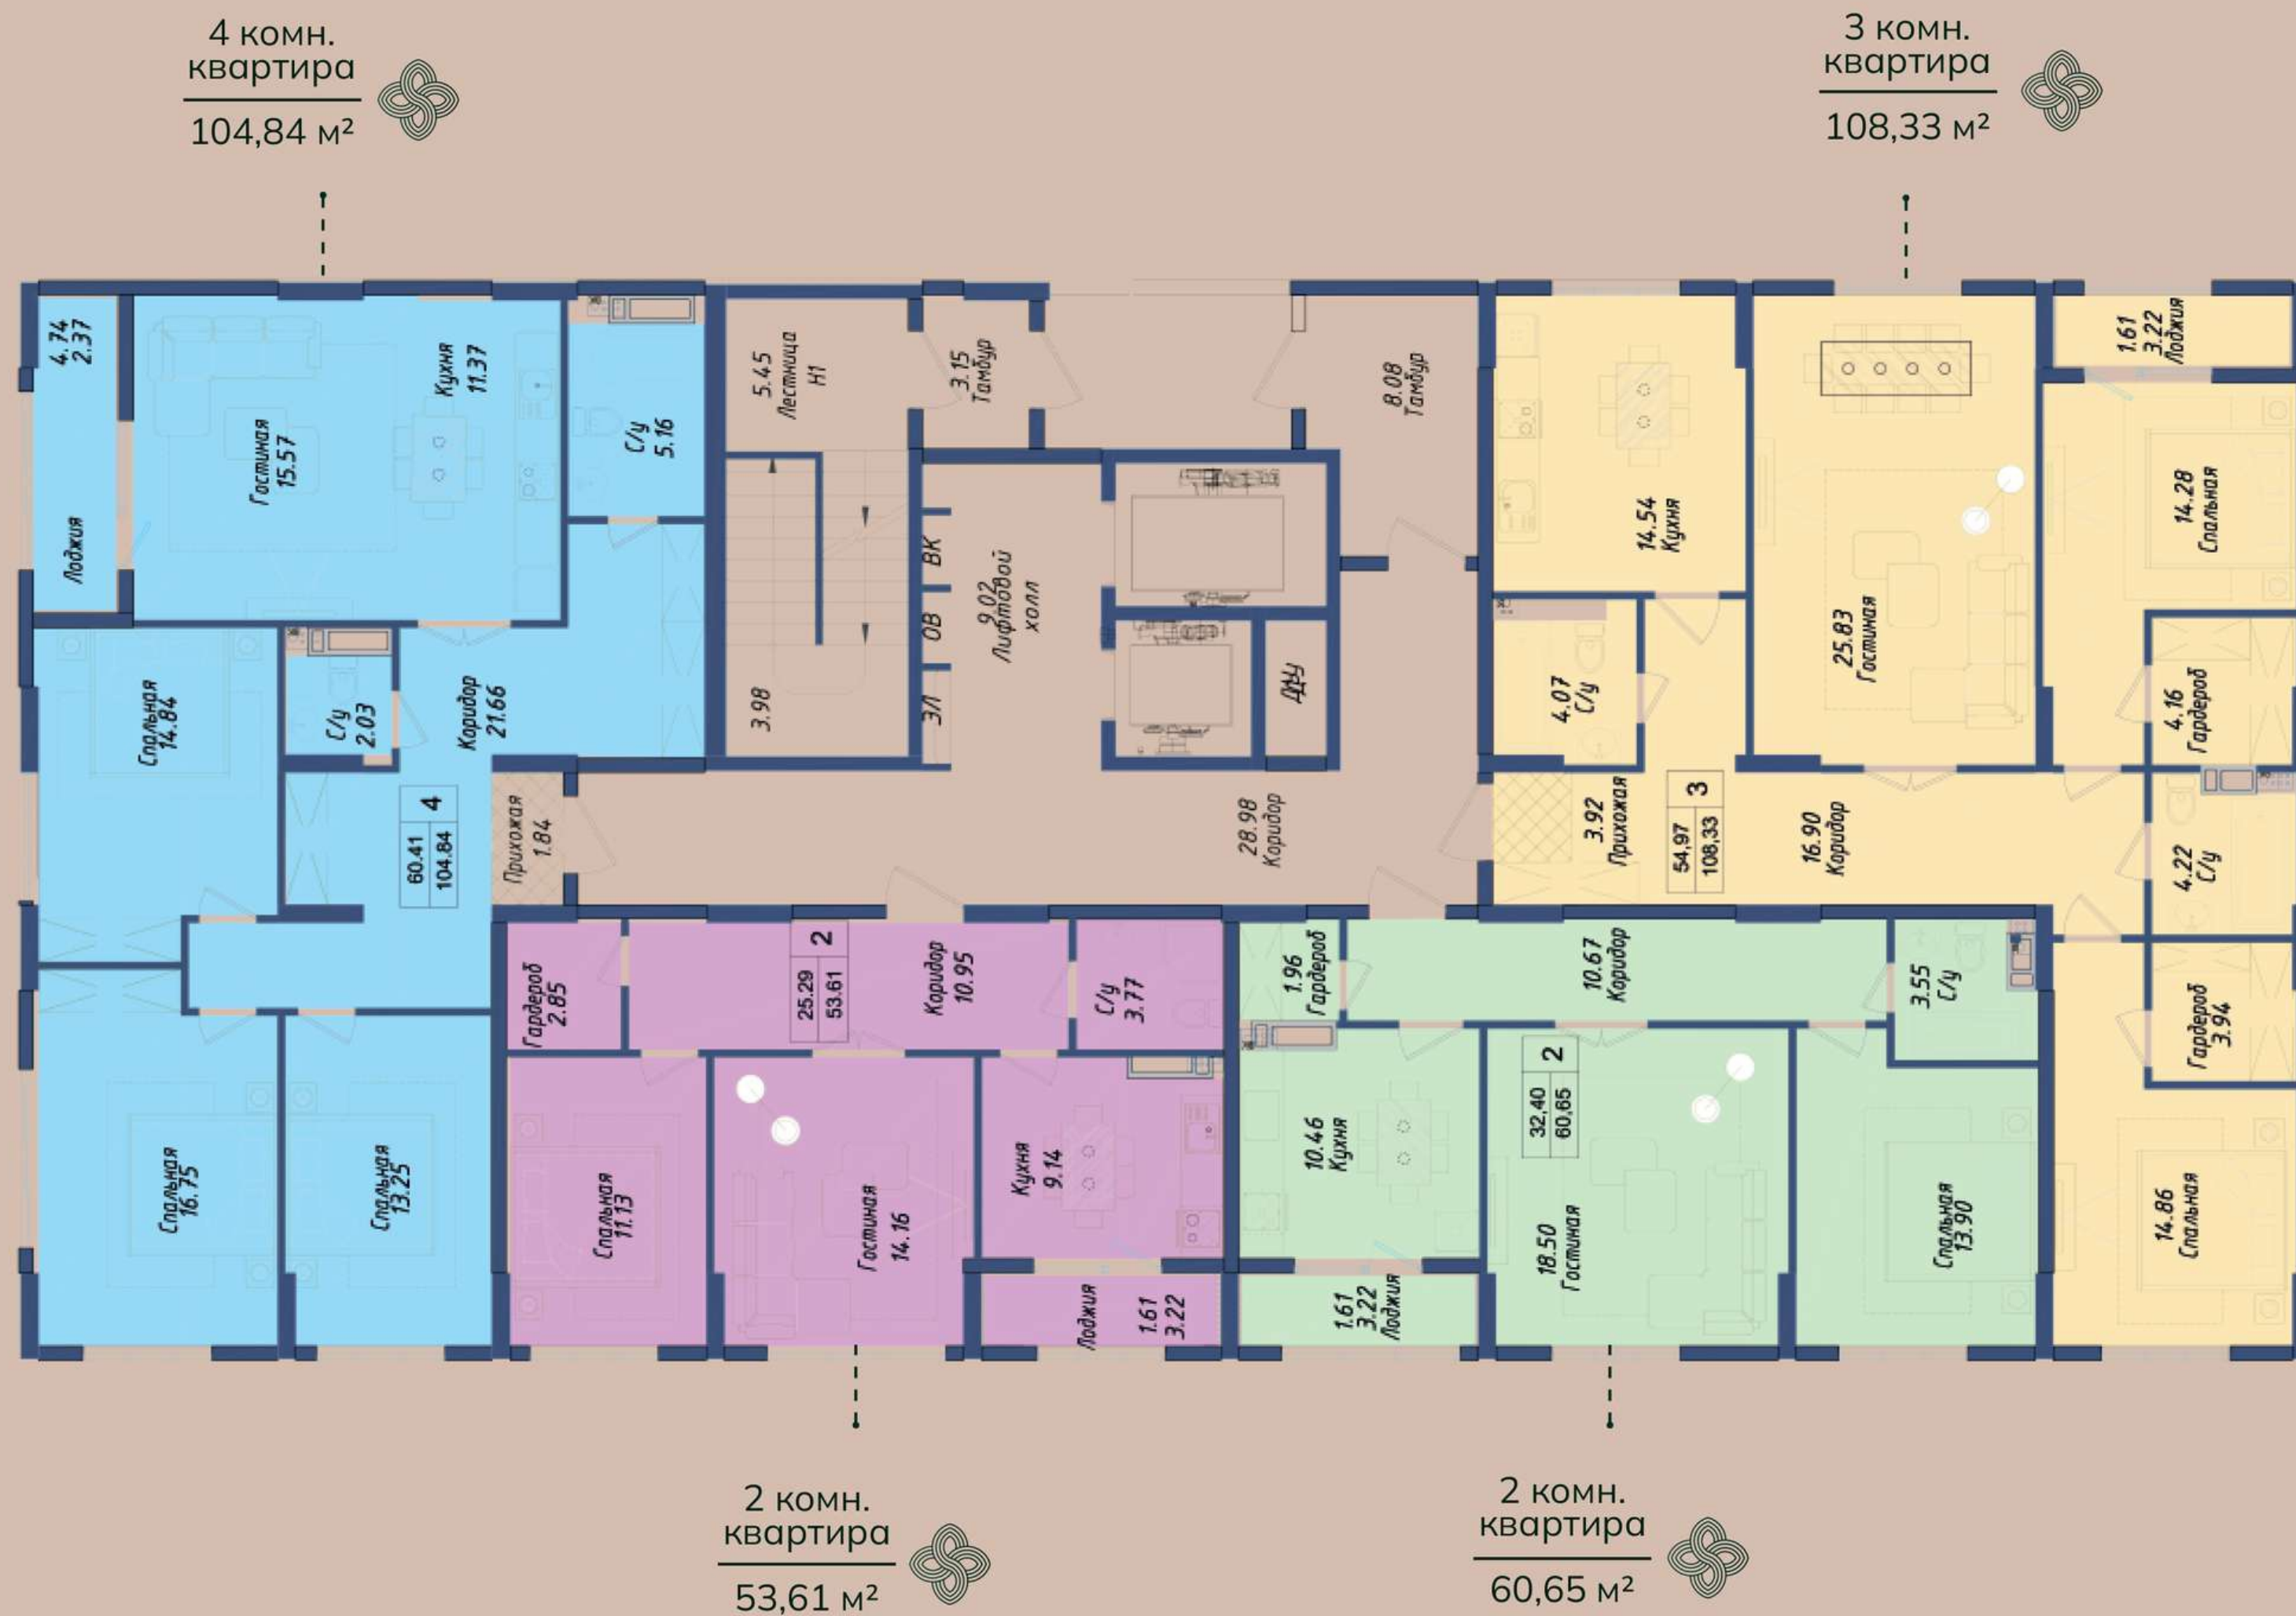 4 комн.
квартира
104,84 м²
3 комн.
квартира
108,33 м²
4.74
2.37
Лоджия
Гостиная
15.57
Кухня
11.37
С/у
5.16
5.45
Лестница
Н1
3.15
Тамбур
8.08
Тамбур
14.54
Кухня
25.83
Гостиная
1.61
3.22
Лоджия
14.28
Спальная
ВК
ОВ
ЭЛ
9.02
Лифтовой
холл
3.98
ДУ
Спальная
14.84
С/у
2.03
Коридор
21.66
4.07
С/у
4.16
Гардероб
4
60.41
104.84
Прихожая
1.84
28.98
Коридор
3.92
Прихожая
3
54,97
108,33
16.90
Коридор
4.22
С/у
Гардероб
2.85
2
25.29
53.61
Коридор
10.95
С/у
3.77
1.96
Гардероб
10.67
Коридор
3.55
С/у
Гардероб
3.94
Спальная
16.75
Спальная
13.25
Спальная
11.13
Гостиная
14.16
Кухня
9.14
10.46
Кухня
2
32,40
60,65
18.50
Гостиная
Спальная
13.90
14.86
Спальная
Лоджия
1.61
3.22
1.61
3.22
Лоджия
2 комн.
квартира
53,61 м²
2 комн.
квартира
60,65 м²